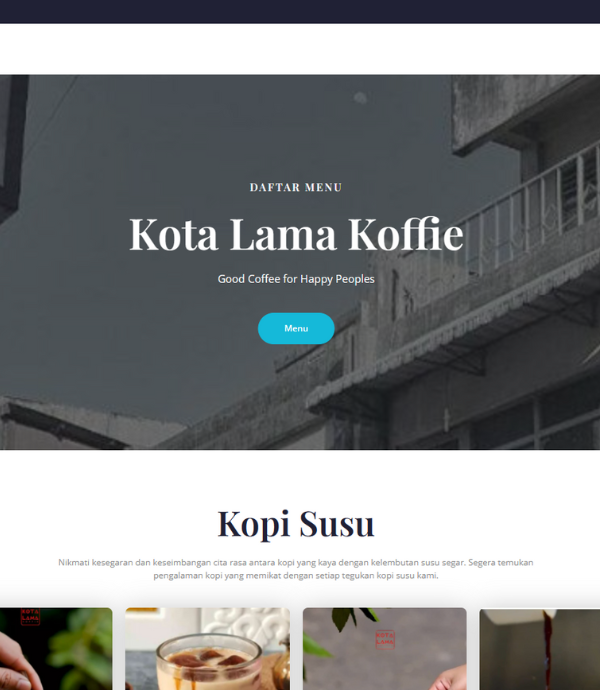 DAFTAR MENU
Kota Lama Koffie
Good Coffee for Happy Peoples
Menu
Kopi Susu
Nikmati kesegaran dan keseimbangan cita rasa antara kopi yang kaya dengan kelembutan susu segar. Segera temukan
pengalaman kopi yang memikat dengan setiap tegukan kopi susu kami.
KOTA
LAMA
KOTA
LAMA